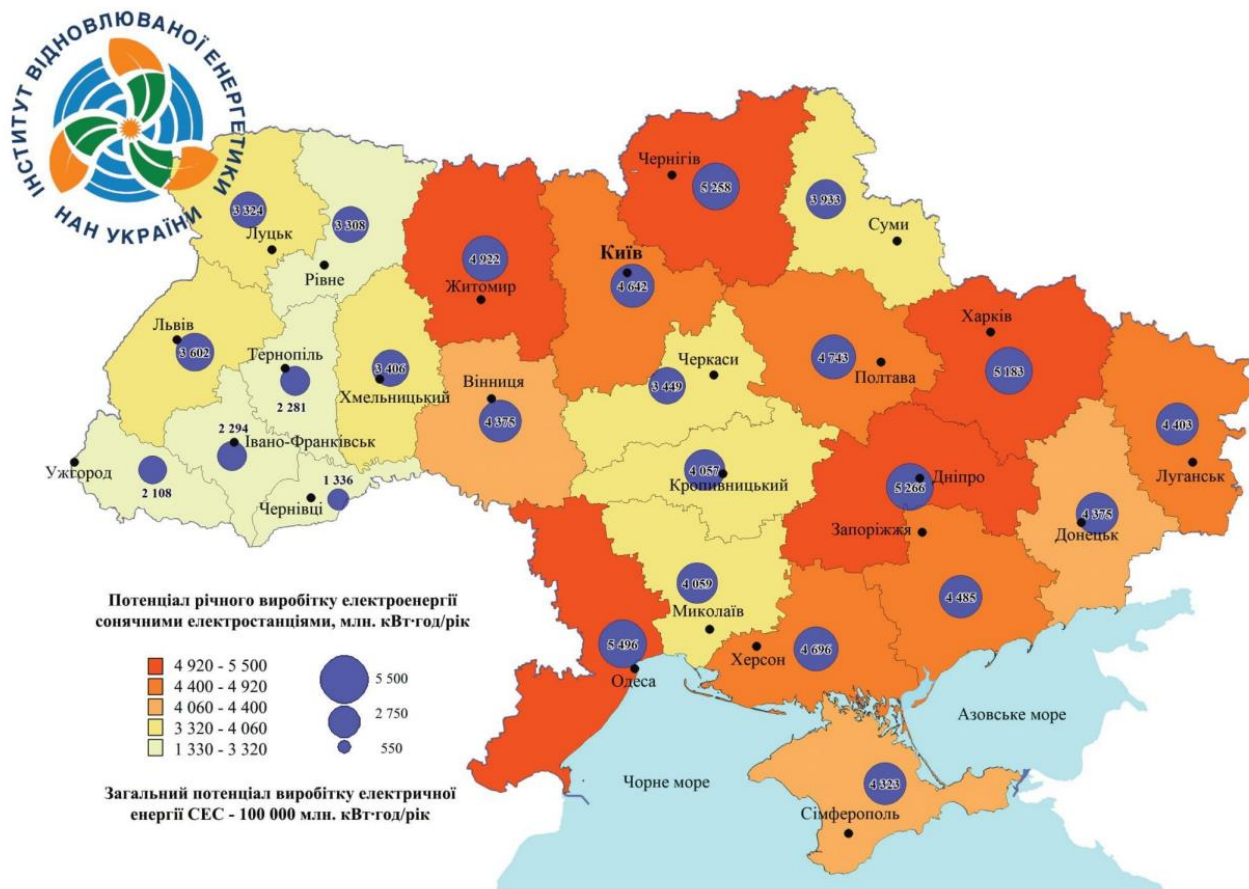 ІНСТИТУТ ВІДНОВЛЮВАНОЇ ЕНЕРГЕТИКИ
НАН УКРАЇНИ
Чернігів
5 258
3 933
Суми
3 324
Луцьк
3 308
Рівне
4 922
Житомир
Київ
4 642
Львів
3 602
Тернопіль
2 281
3 406
Хмельницький
Вінниця
4 375
Черкаси
3 449
4 743
Полтава
Харків
5 183
4 403
Луганськ
2 294
Івано-Франківськ
Ужгород
2 108
1 336
Чернівці
4 057
Кропивницький
5 266
Дніпро
Запоріжжя
4 375
Донецьк
4 059
Миколаїв
4 485
5 496
Одеса
Херсон
4 696
Азовське море
Чорне море
4 323
Сімферополь
Потенціал річного виробітку електроенергії
сонячними електростанціями, млн. кВт·год/рік
4 920 - 5 500
4 400 - 4 920
4 060 - 4 400
3 320 - 4 060
1 330 - 3 320
5 500
2 750
550
Загальний потенціал виробітку електричної
енергії СЕС - 100 000 млн. кВт·год/рік